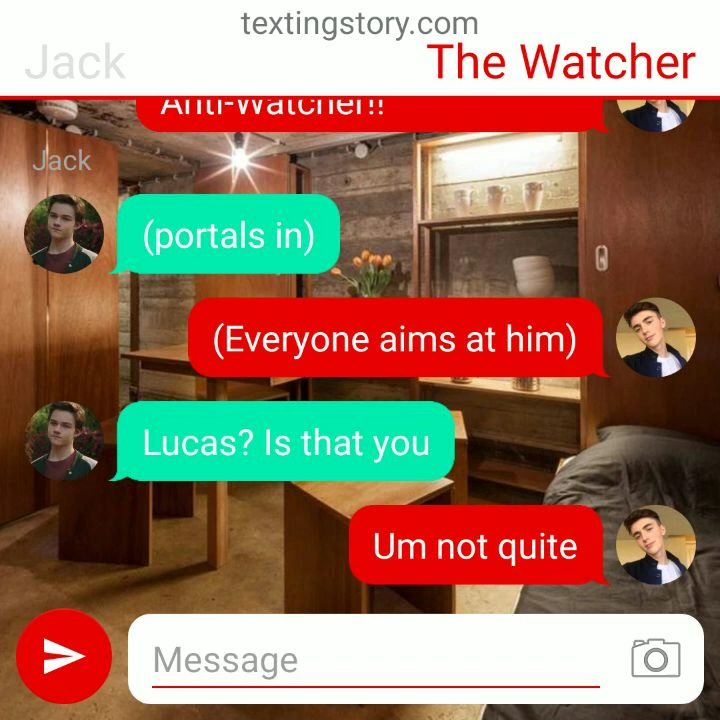 textingstory.com
Jack
The Watcher
Anti-Watcher!!
Jack
(portals in)
(Everyone aims at him)
Lucas? Is that you
Um not quite
Message